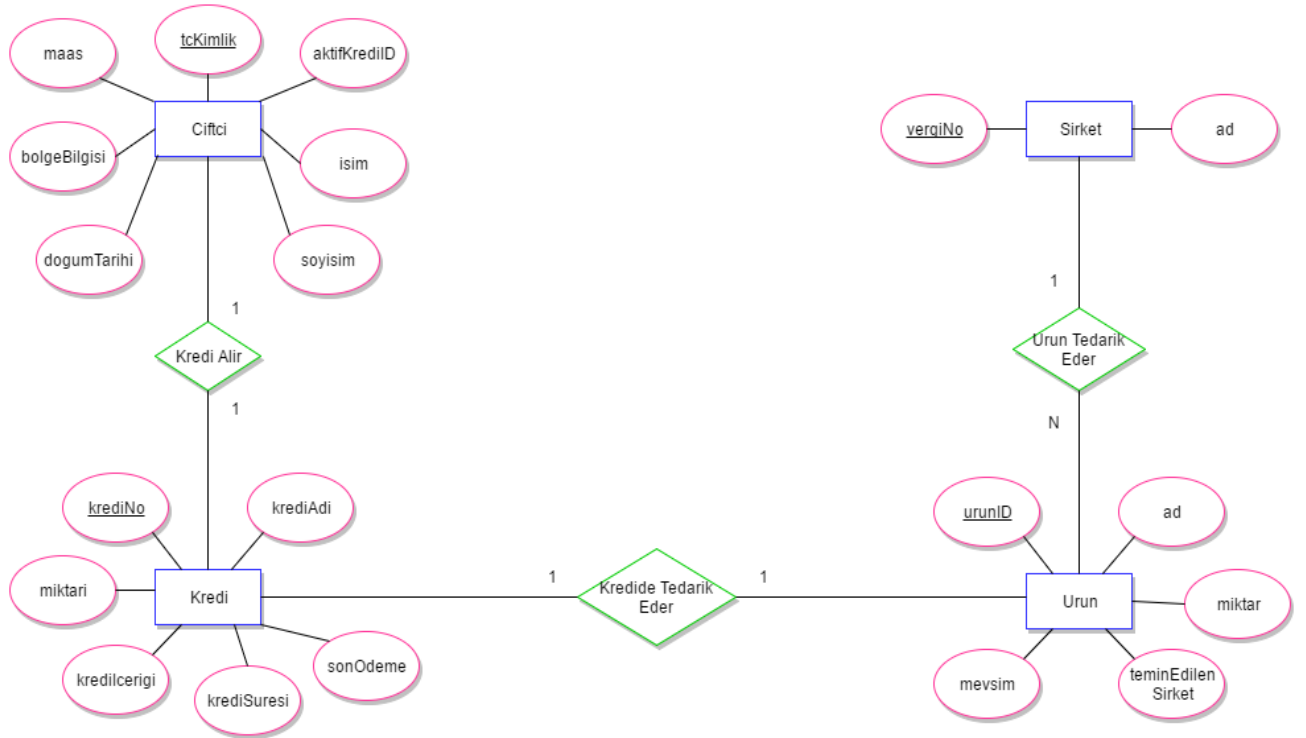 tcKimlik
maas
aktifKrediID
Ciftci
bolgeBilgisi
isim
dogumTarihi
soyisim
1
Kredi Alir
1
vergiNo
Sirket
ad
1
Urun Tedarik
Eder
N
krediNo
krediAdi
miktari
Kredi
krediIcerigi
krediSuresi
sonOdeme
1
Kredide Tedarik
Eder
1
urunID
ad
Urun
miktar
mevsim
teminEdilen
Sirket